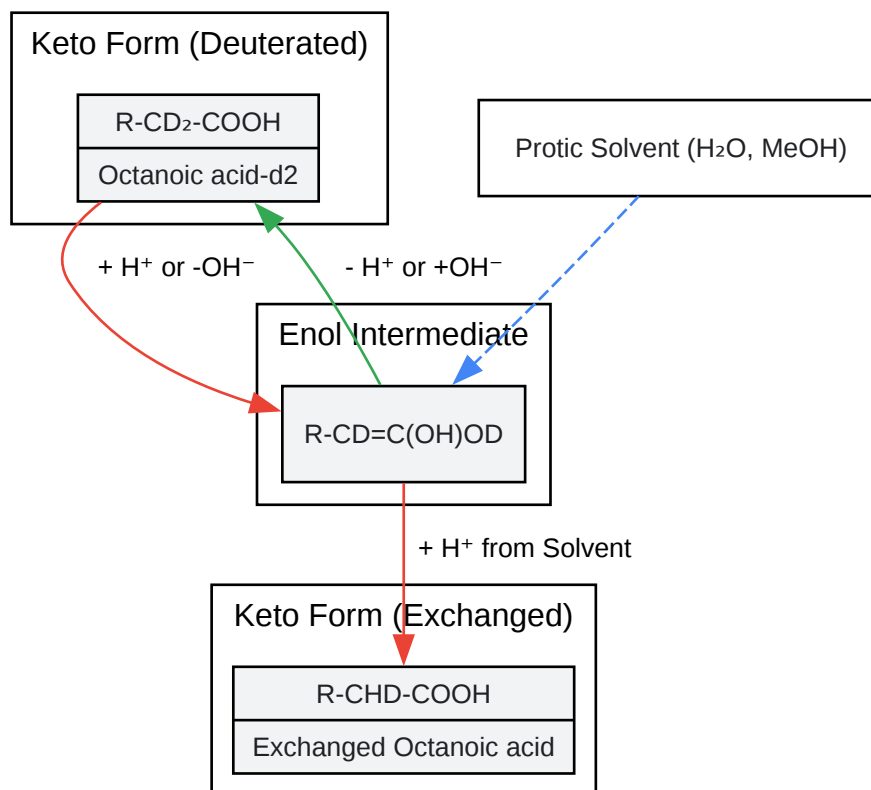 Keto Form (Deuterated)
R-CD₂-COOH
Octanoic acid-d2
Protic Solvent (H₂O, MeOH)
+ H⁺ or -OH⁻
- H⁺ or +OH⁻
Enol Intermediate
R-CD=C(OH)OD
+ H⁺ from Solvent
Keto Form (Exchanged)
R-CHD-COOH
Exchanged Octanoic acid